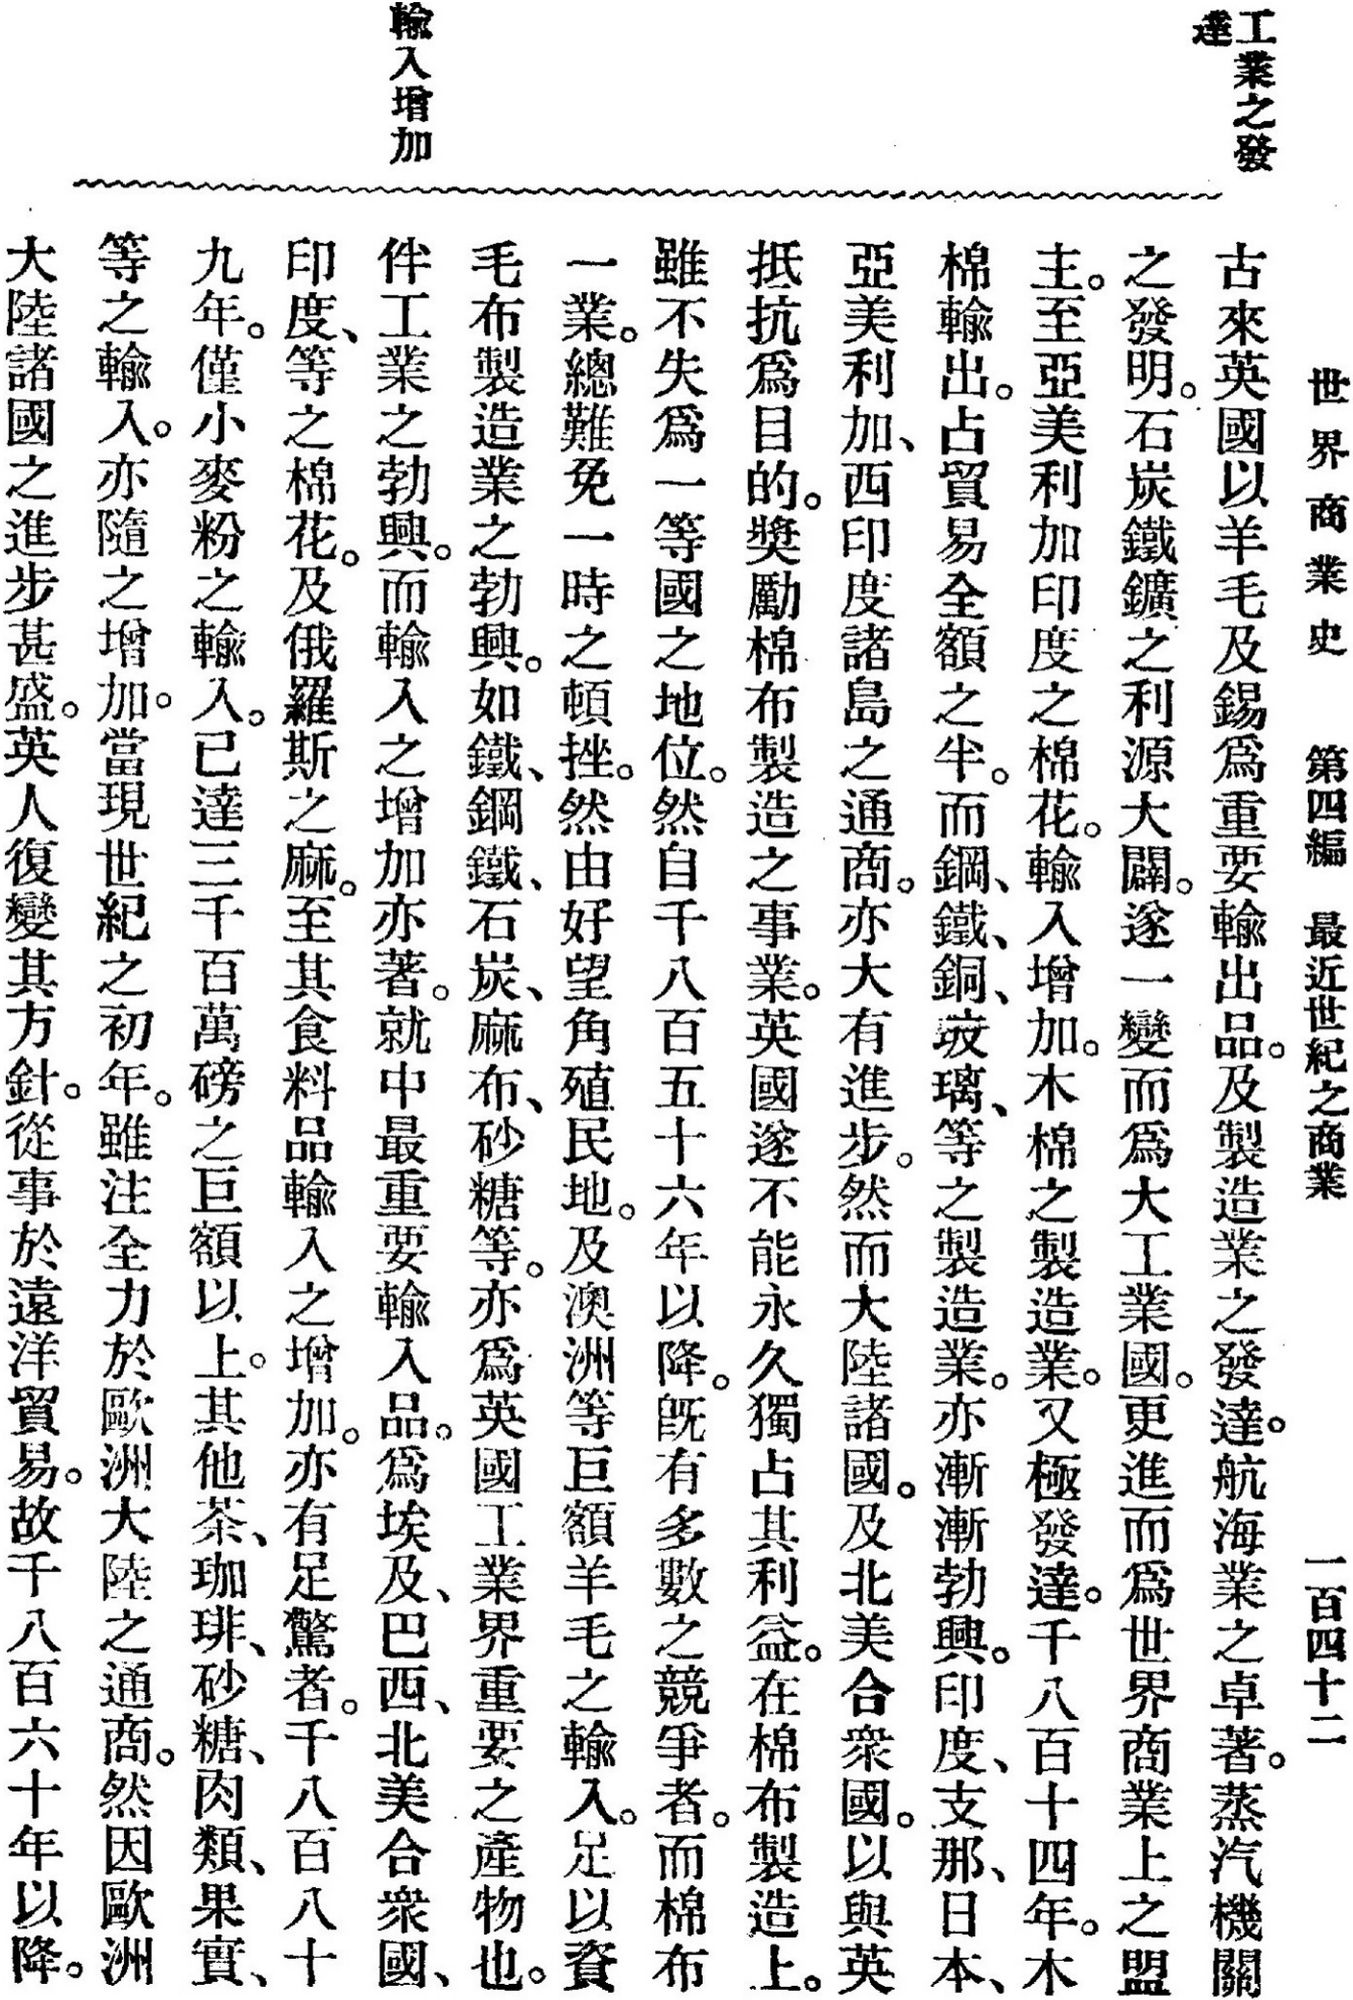 世界商業史　第四編　最近世紀之商業　一百四十二
工業之發
達
古來英國以羊毛及錫爲重要輸出品。及製造業之發達。航海業之卓著。蒸汽機關
之發明。石炭鐵鑛之利源大闢。遂一變而爲大工業國。更進而爲世界商業上之盟
主。至亞美利加印度之棉花。輸入增加。木棉之製造業。又極發達。千八百十四年。木
棉輸出。占貿易全額之半。而鋼、鐵、銅、玻璃、等之製造業。亦漸漸勃興。印度、支那、日本、
亞美利加、西印度諸島之通商。亦大有進步。然而大陸諸國。及北美合衆國。以與英
抵抗爲目的。獎勵棉布製造之事業。英國遂不能永久獨占其利益。在棉布製造上。
雖不失爲一等國之地位。然自千八百五十六年以降。旣有多數之競爭者。而棉布
一業。總難免一時之頓挫。然由好望角殖民地。及澳洲等巨額羊毛之輸入。足以資
毛布製造業之勃興。如鐵、鋼鐵、石炭、麻布、砂糖等。亦爲英國工業界重要之產物也。
輸入增加
伴工業之勃興。而輸入之增加亦著。就中最重要輸入品。爲埃及、巴西、北美合衆國、
印度、等之棉花。及俄羅斯之麻。至其食料品輸入之增加。亦有足驚者。千八百八十
九年。僅小麥粉之輸入。已達三千百萬磅之巨額以上。其他茶、珈琲、砂糖、肉類、果實、
等之輸入。亦隨之增加。當現世紀之初年。雖注全力於歐洲大陸之通商。然因歐洲
大陸諸國之進步甚盛。英人復變其方針。從事於遠洋貿易。故千八百六十年以降。